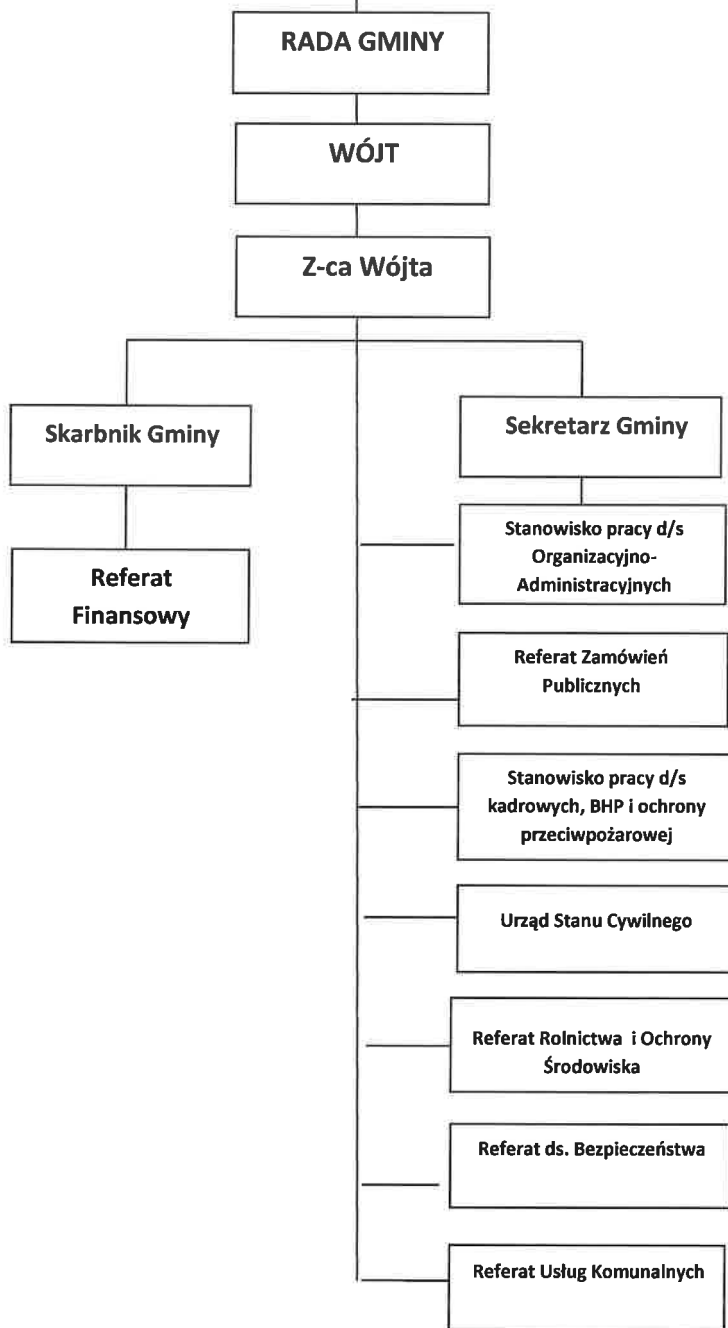 RADA GMINY
WÓJT
Z-ca Wójta
Skarbnik Gminy
Sekretarz Gminy
Referat
Finansowy
Stanowisko pracy d/s
Organizacyjno-
Administracyjnych
Referat Zamówień
Publicznych
Stanowisko pracy d/s
kadrowych, BHP i ochrony
przeciwpożarowej
Urząd Stanu Cywilnego
Referat Rolnictwa i Ochrony
Środowiska
Referat ds. Bezpieczeństwa
Referat Usług Komunalnych